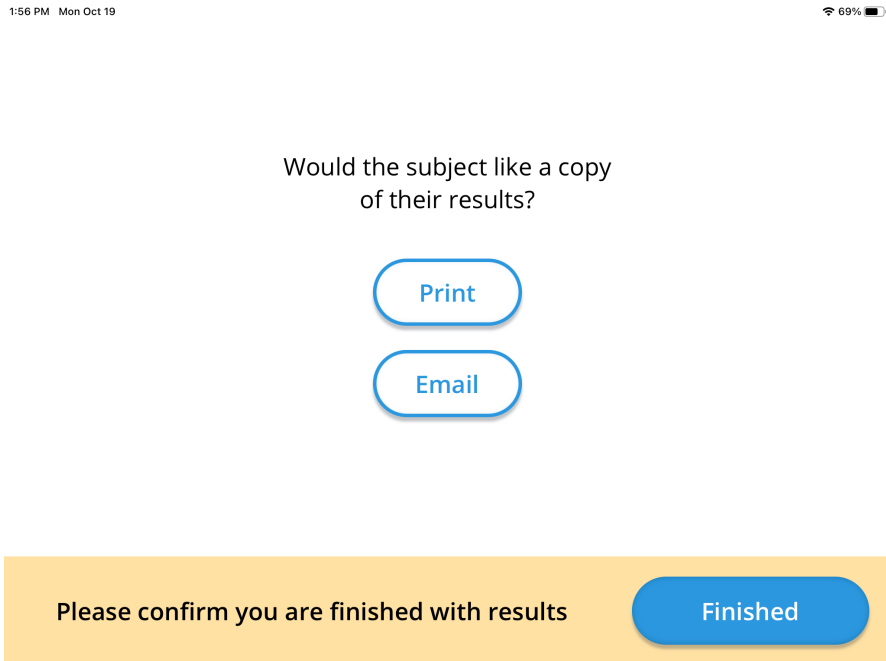 1:56 PM Mon Oct 19 69%
Would the subject like a copy
of their results?
Print
Email
Please confirm you are finished with results Finished